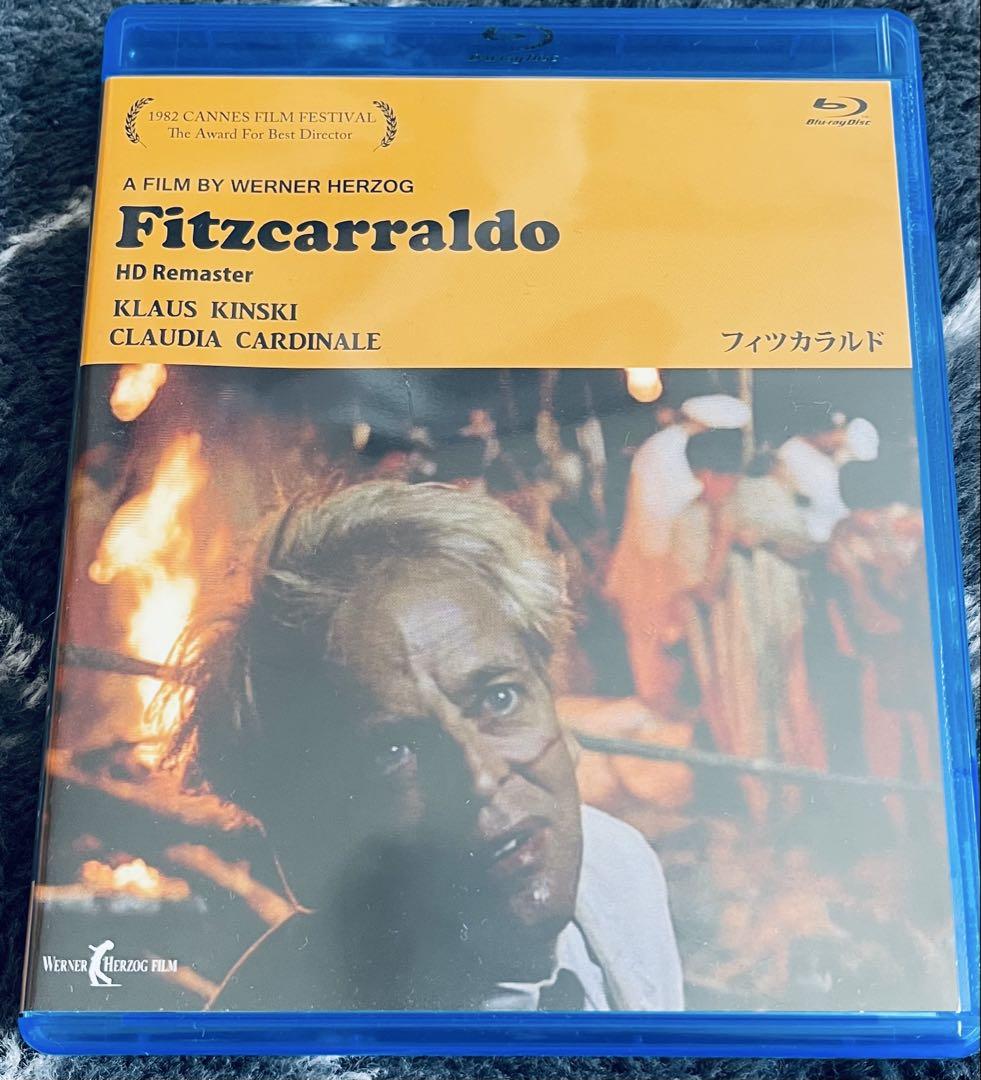 Blu-ray Disc
1982 CANNES FILM FESTIVAL
The Award For Best Director
Blu-ray Disc
A FILM BY WERNER HERZOG
Fitzcarraldo
HD Remaster
KLAUS KINSKI
CLAUDIA CARDINALE
フィツカラルド
WERNER HERZOG FILM